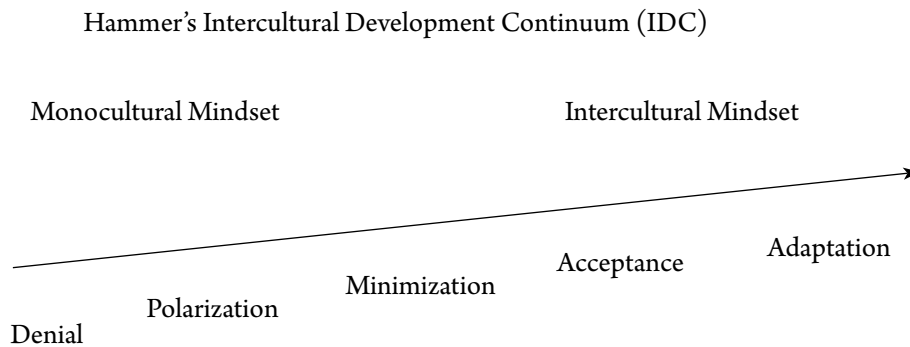 Hammer’s Intercultural Development Continuum (IDC)
Monocultural Mindset
Intercultural Mindset
Denial
Polarization
Minimization
Acceptance
Adaptation